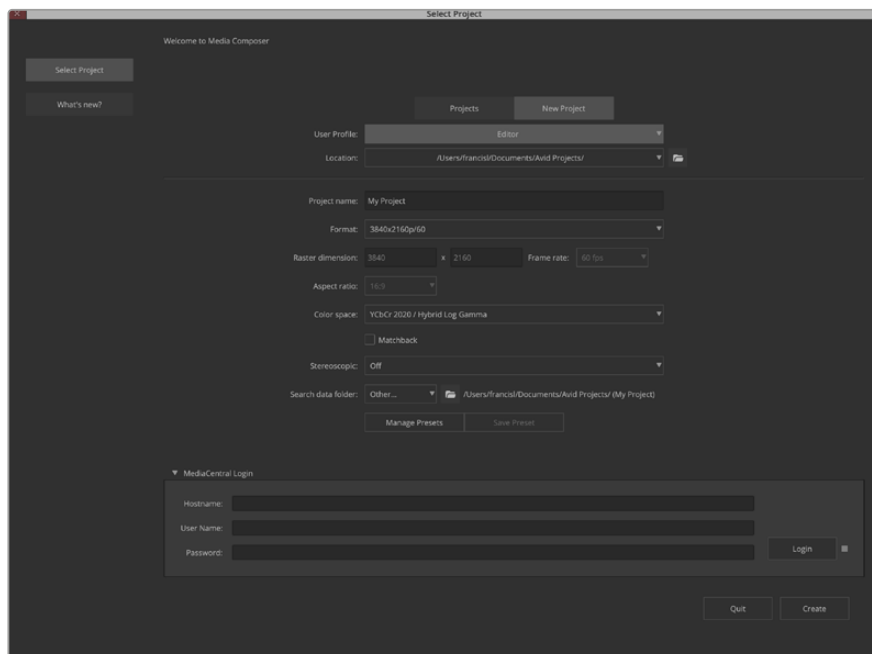 Select Project
Welcome to Media Composer
Select Project
What's new?
Projects New Project
User Profile: Editor
Location: /Users/francisl/Documents/Avid Projects/
Project name: My Project
Format: 3840x2160p/60
Raster dimension: 3840 x 2160 Frame rate: 60 fps
Aspect ratio: 16:9
Color space: YCbCr 2020 / Hybrid Log Gamma
Matchback
Stereoscopic: Off
Search data folder: Other... /Users/francisl/Documents/Avid Projects/ (My Project)
Manage Presets Save Preset
MediaCentral Login
Hostname:
User Name:
Password:
Login
Quit Create